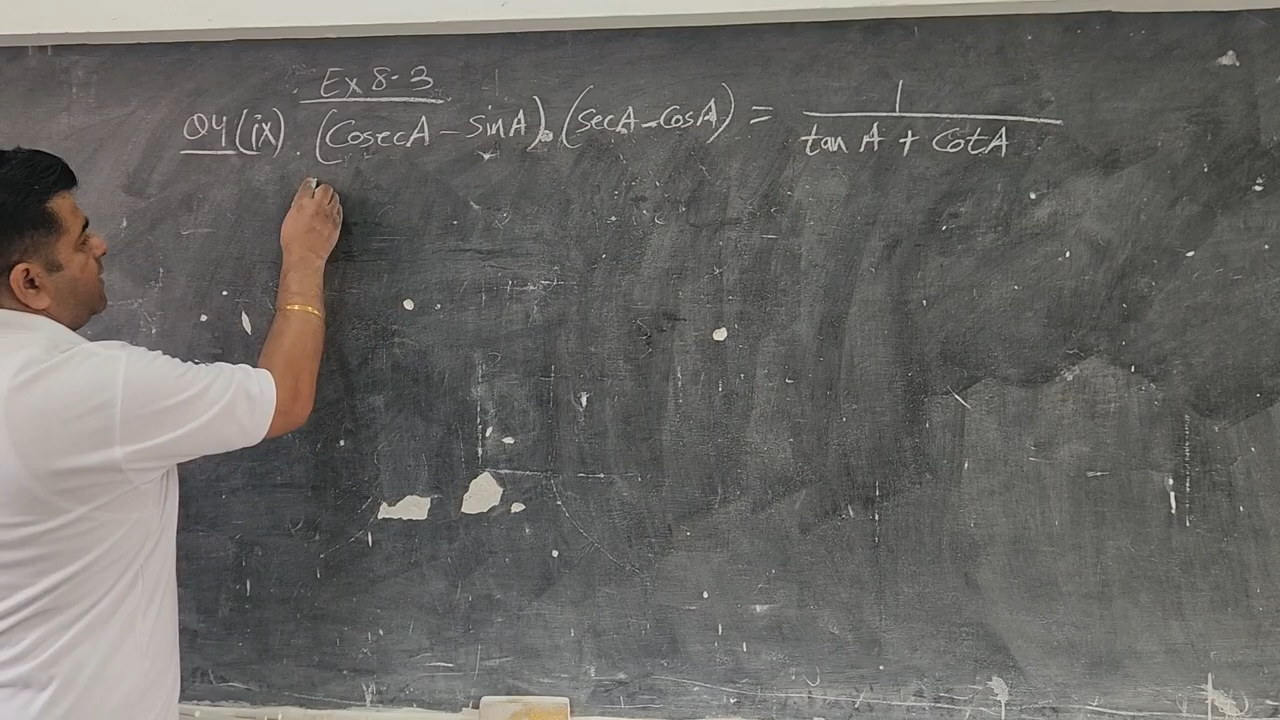 Ex 8.3
Q4(ix). (CosecA - SinA). (SecA - CosA) = 1 / tan A + CotA